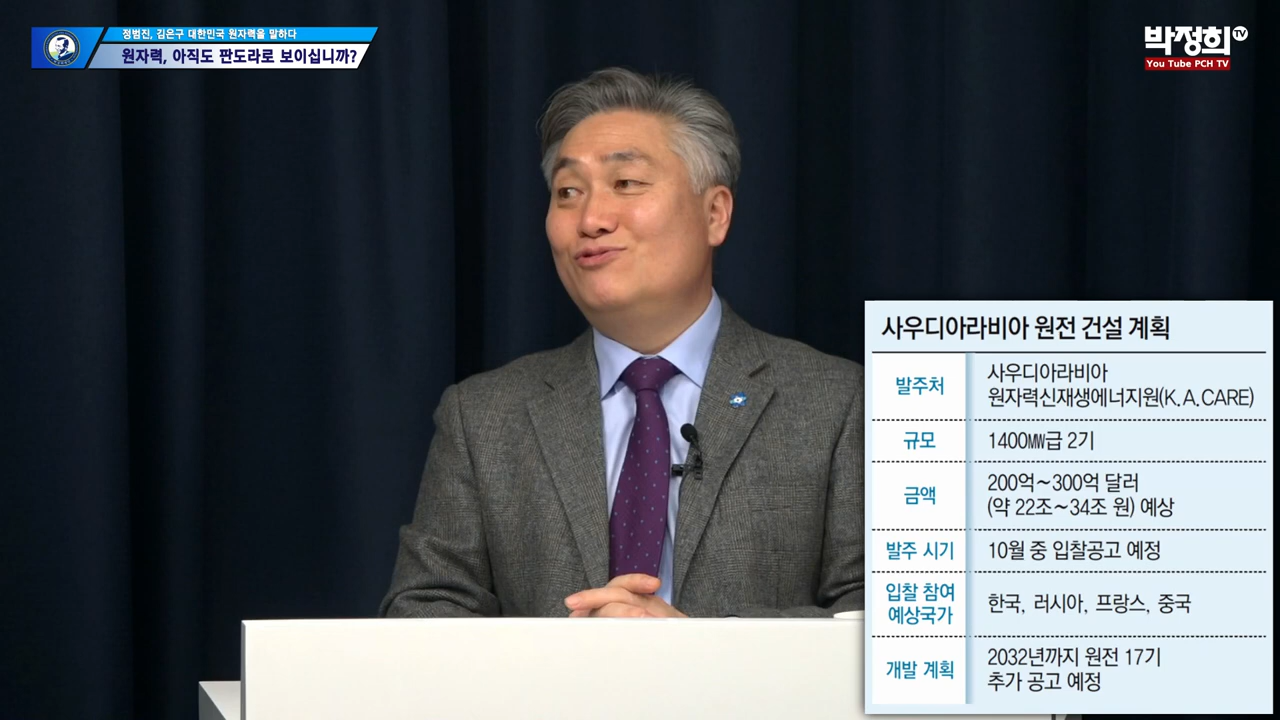 정범진, 김은구 대한민국 원자력을 말하다
원자력, 아직도 판도라로 보이십니까?
박정희TV
You Tube PCH TV
사우디아라비아 원전 건설 계획
발주처
사우디아라비아
원자력신재생에너지원(K.A.CARE)
규모
1400㎿급 2기
금액
200억~300억 달러
(약 22조~34조 원) 예상
발주 시기
10월 중 입찰공고 예정
입찰 참여
예상국가
한국, 러시아, 프랑스, 중국
개발 계획
2032년까지 원전 17기
추가 공고 예정